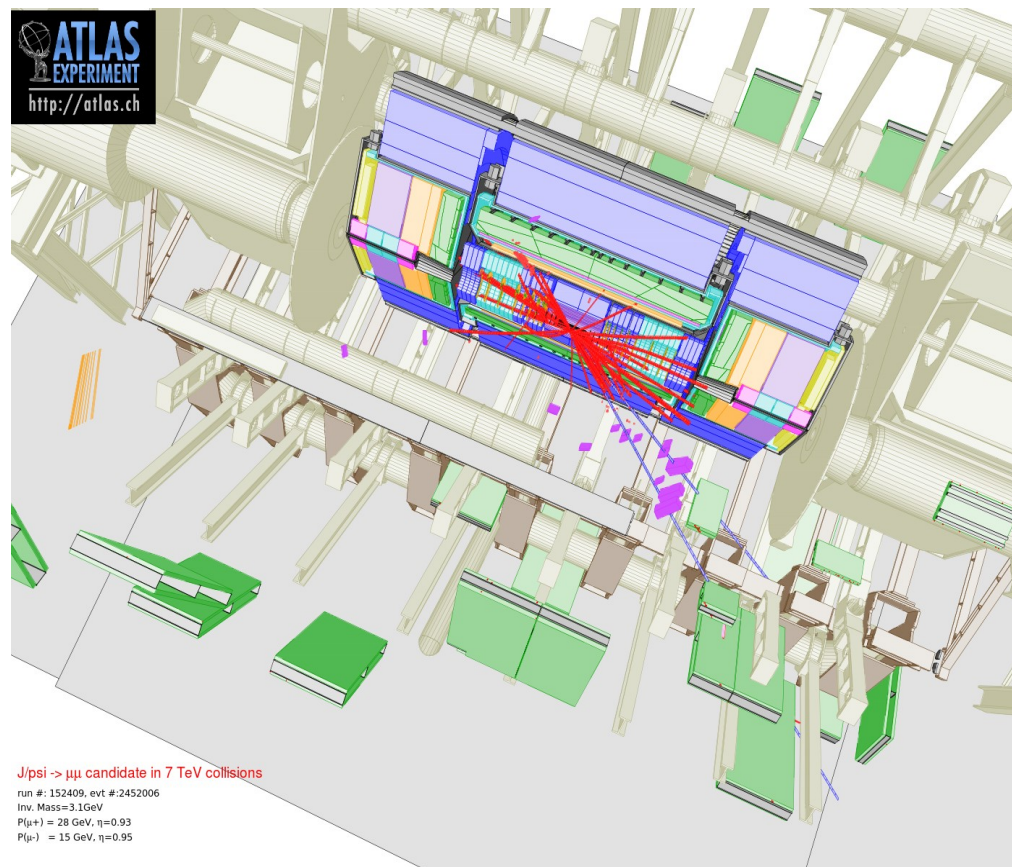 ATLAS
EXPERIMENT
http://atlas.ch
J/psi -> μμ candidate in 7 TeV collisions
run #: 152409, evt #:2452006
Inv. Mass=3.1GeV
P(μ+) = 28 GeV, η=0.93
P(μ-) = 15 GeV, η=0.95